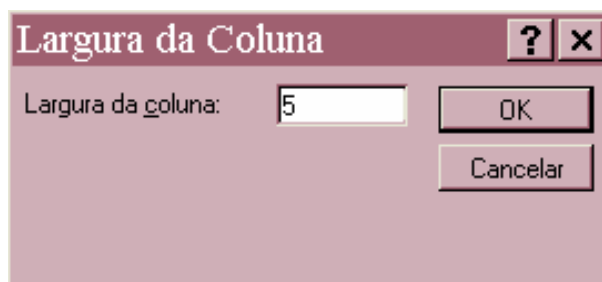 Largura da Coluna ? ×
Largura da coluna: 5 OK
Cancelar